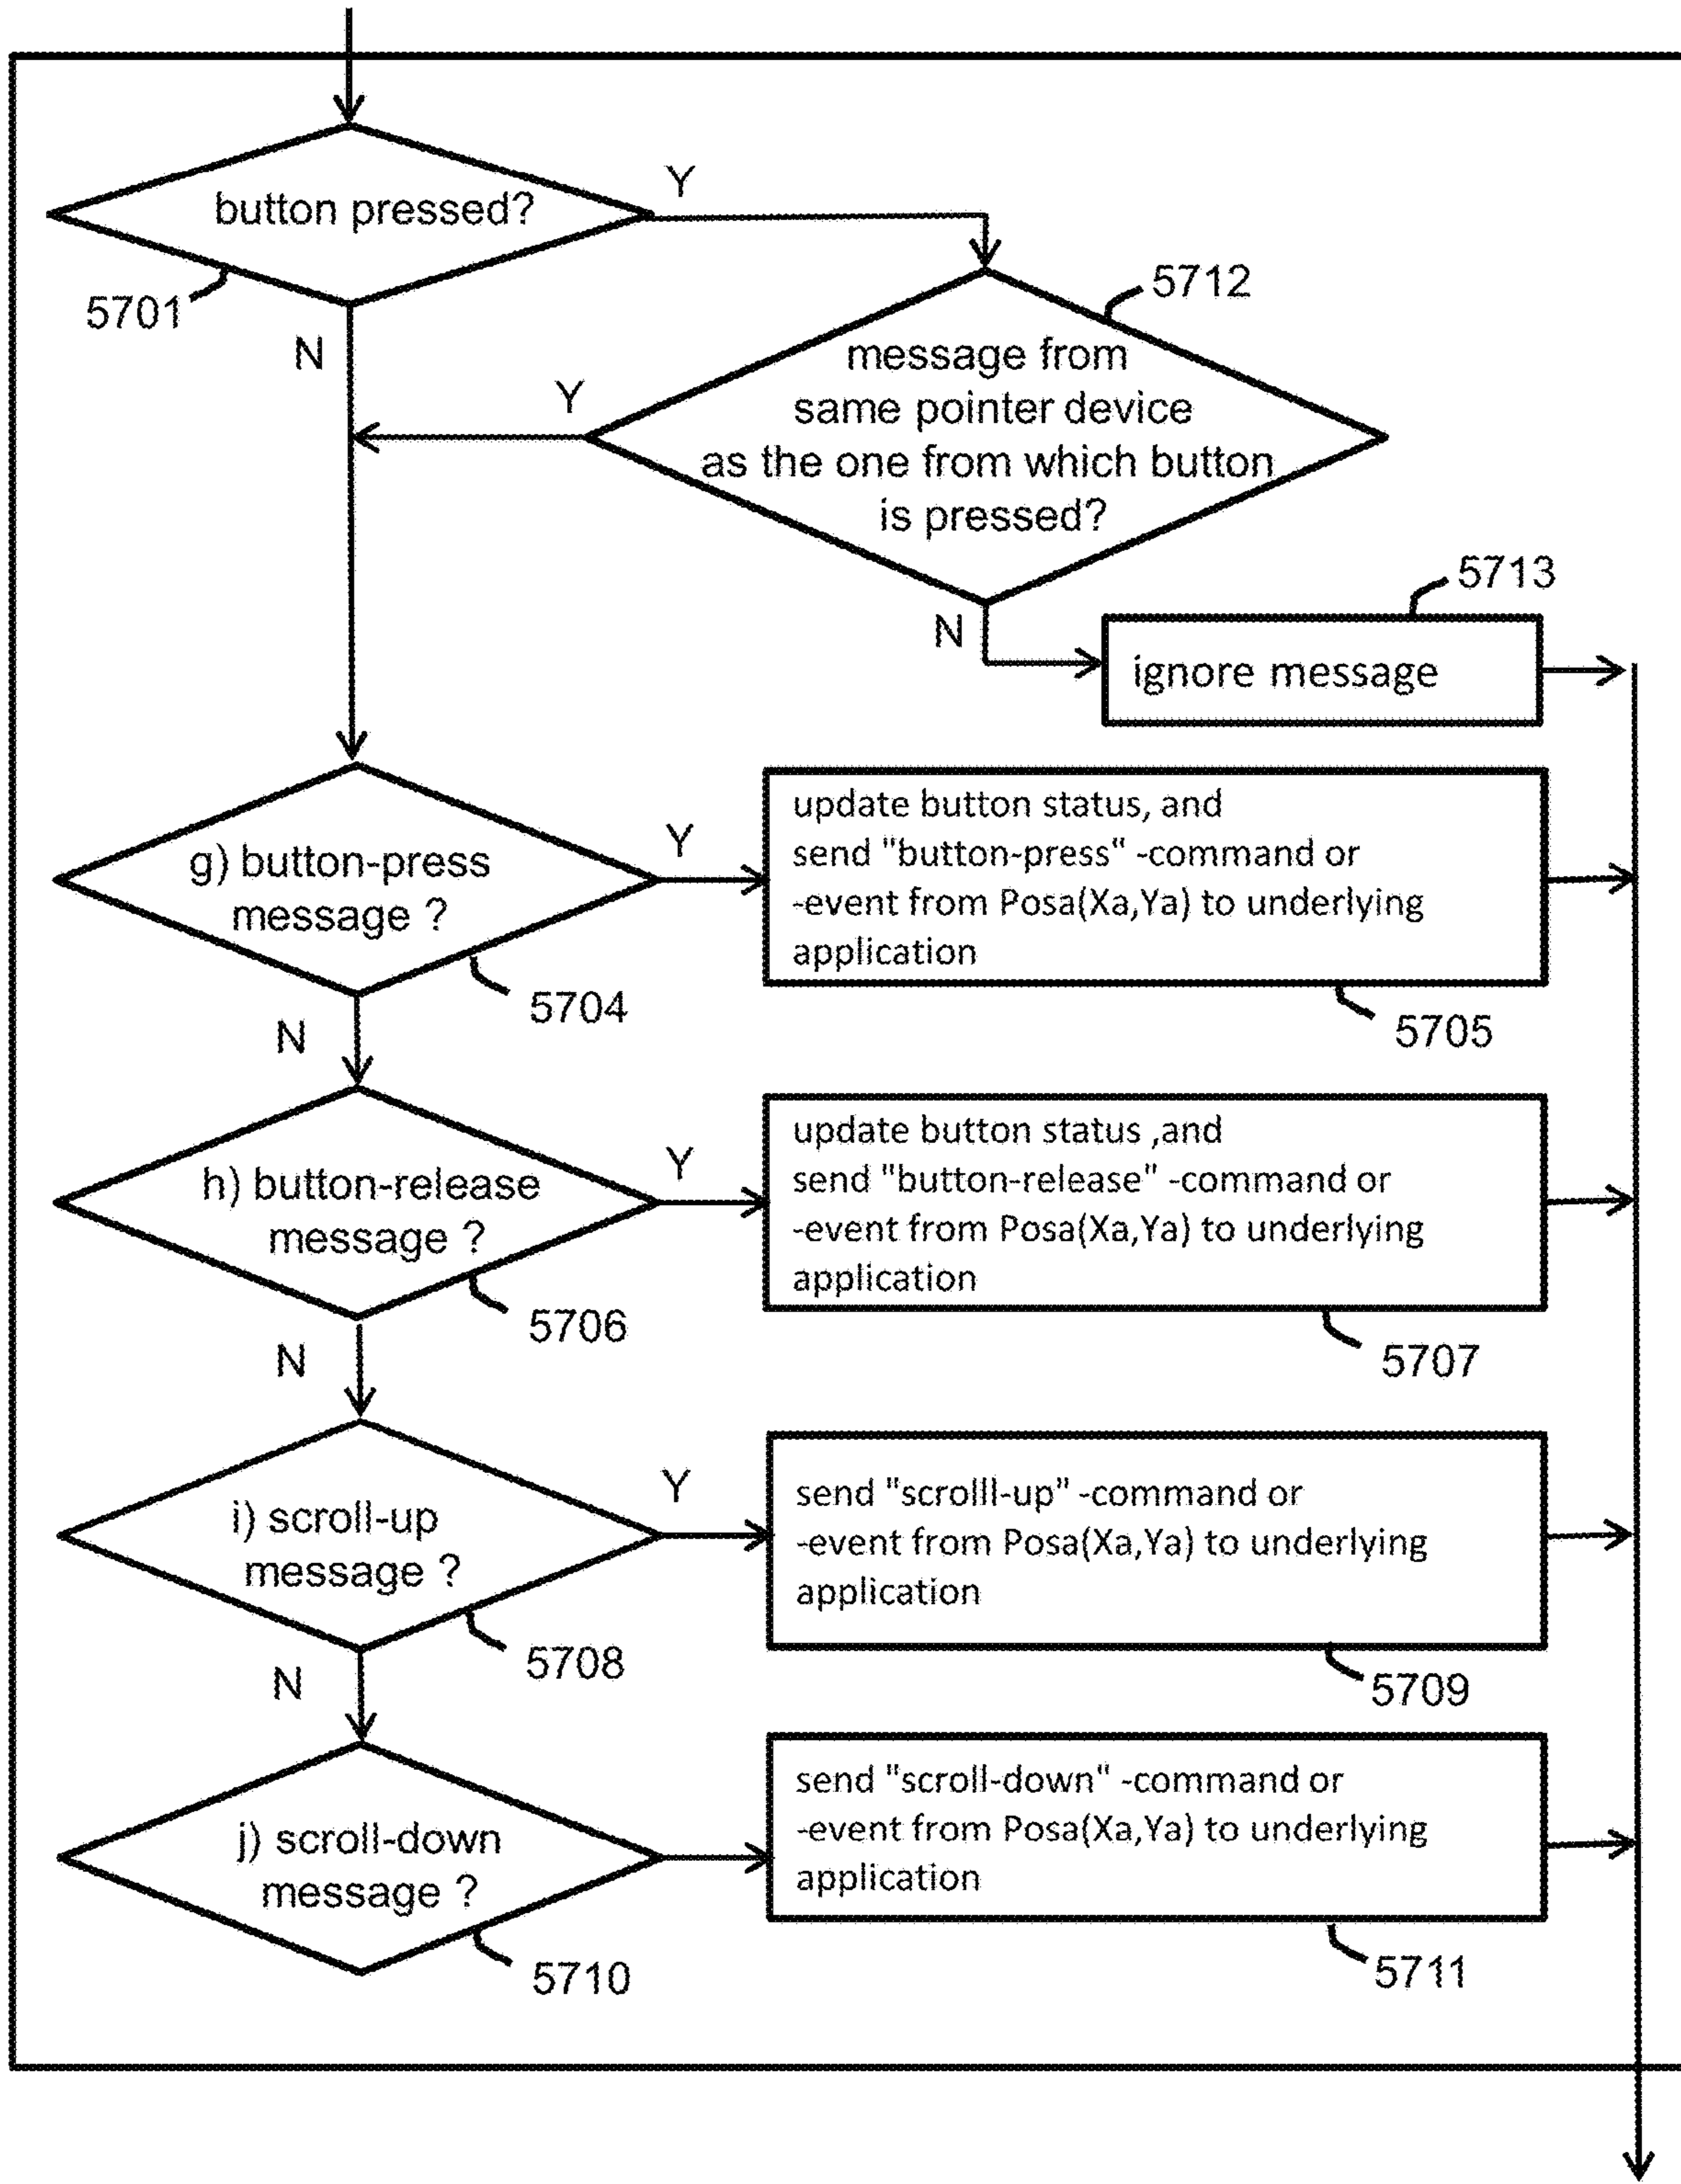 button pressed?
Y
5701
N
5712
message from
same pointer device
as the one from which button
is pressed?
Y
N
5713
ignore message
g) button-press
message ?
Y
5704
N
update button status, and
send "button-press" -command or
-event from Posa(Xa,Ya) to underlying
application
5705
h) button-release
message ?
Y
5706
N
update button status ,and
send "button-release" -command or
-event from Posa(Xa,Ya) to underlying
application
5707
i) scroll-up
message ?
Y
5708
N
send "scrolll-up" -command or
-event from Posa(Xa,Ya) to underlying
application
5709
j) scroll-down
message ?
5710
send "scroll-down" -command or
-event from Posa(Xa,Ya) to underlying
application
5711